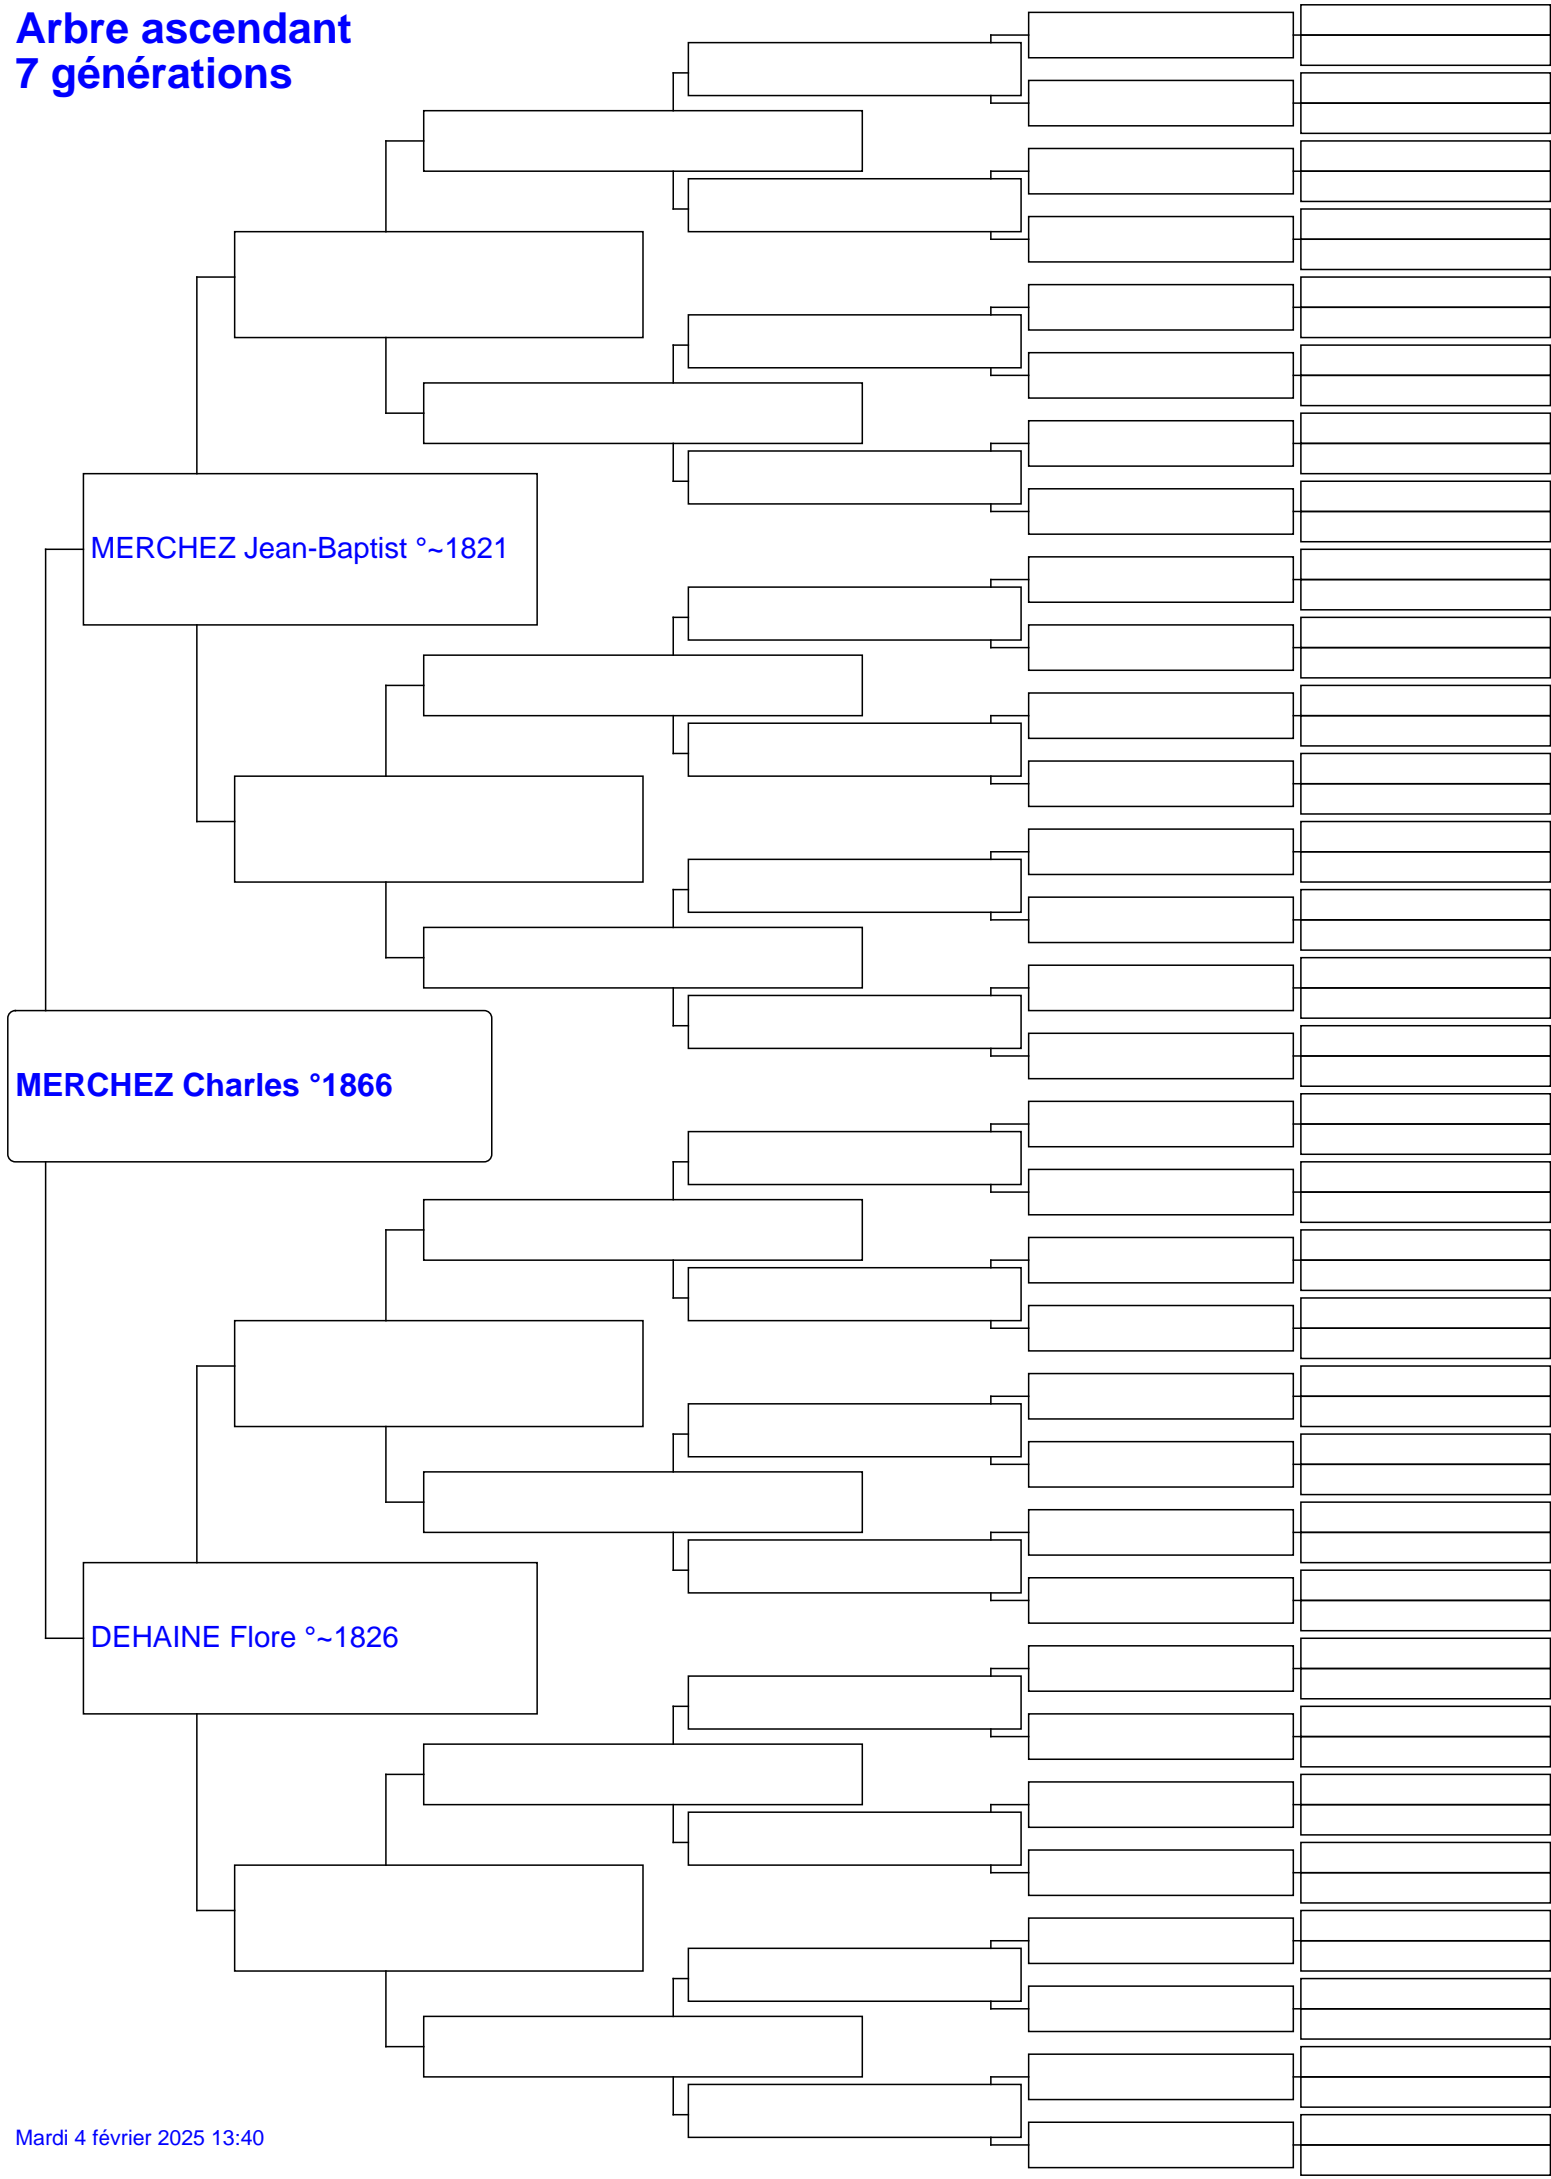 Arbre ascendant
7 générations
MERCHEZ Jean-Baptist °~1821
MERCHEZ Charles °1866
DEHAINE Flore °~1826
Mardi 4 février 2025 13:40